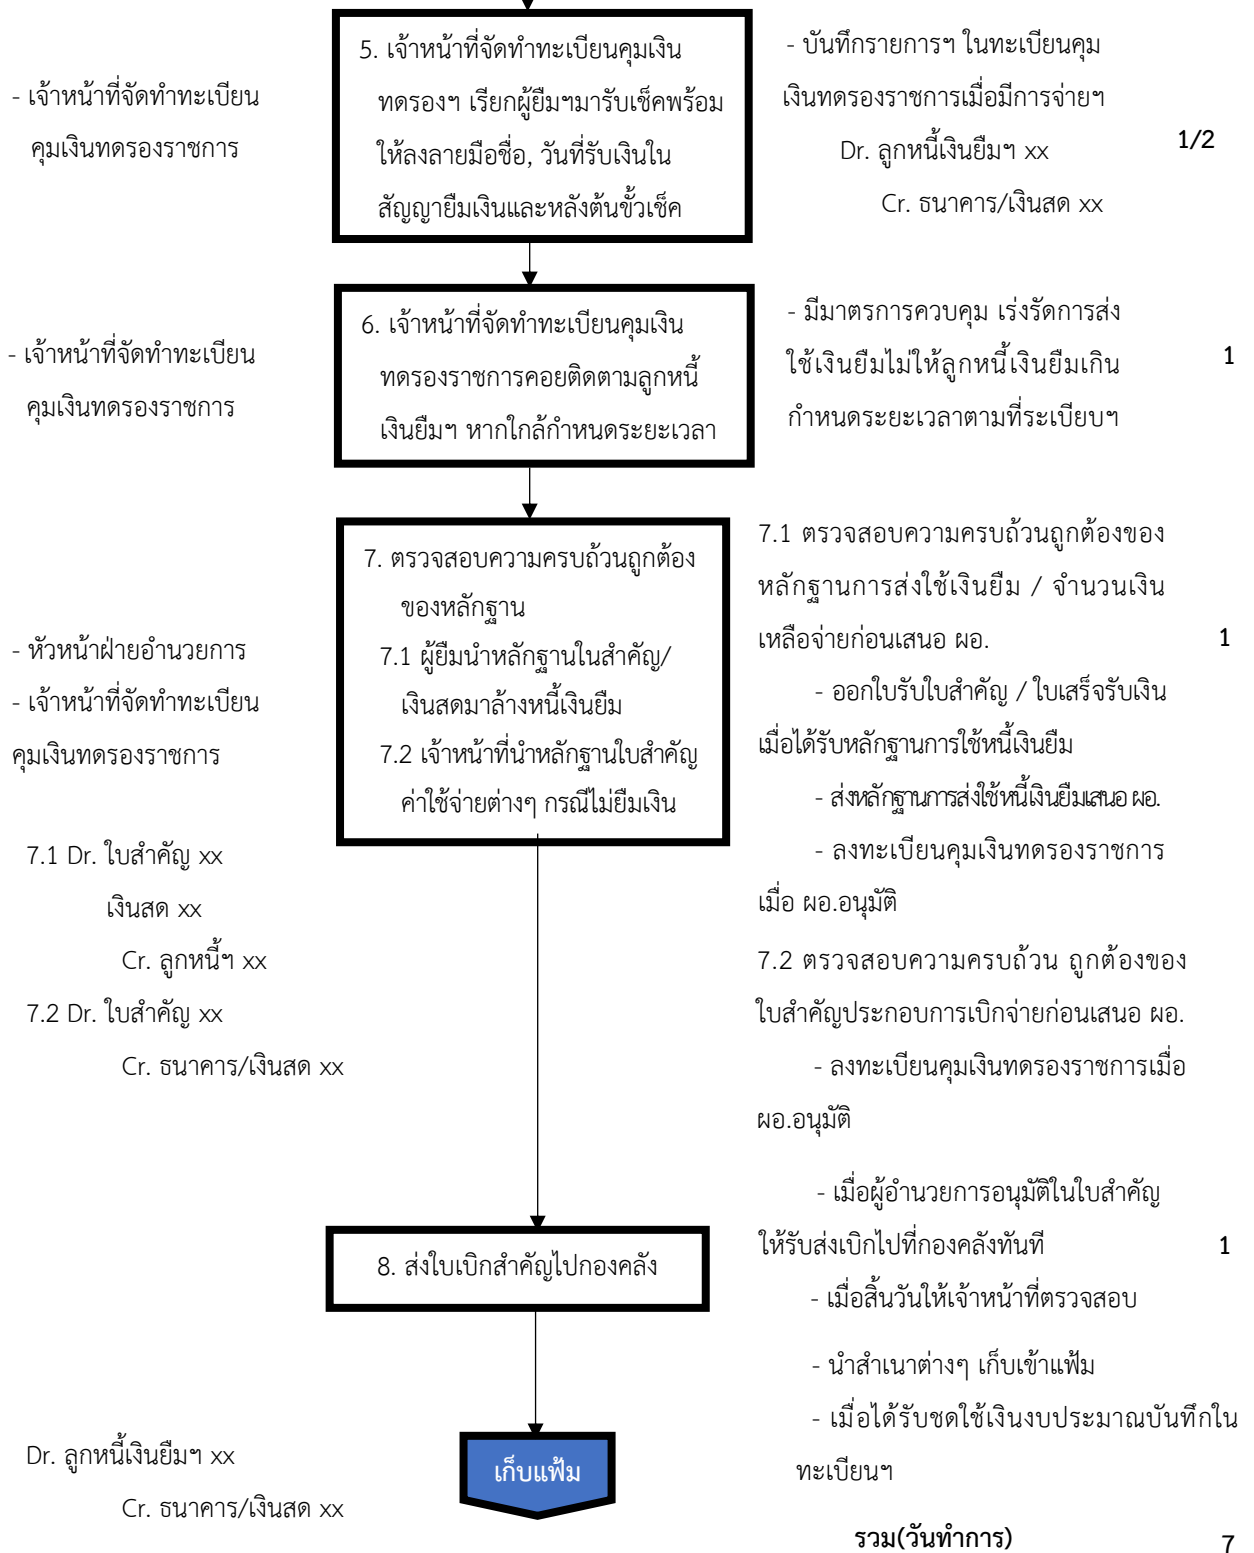 - เจ้าหน้าที่จัดทำทะเบียน
คุมเงินทดรองราชการ
5. เจ้าหน้าที่จัดทำทะเบียนคุมเงิน
ทดรองฯ เรียกผู้ยืมฯมารับเช็คพร้อม
ให้ลงลายมือชื่อ, วันที่รับเงินใน
สัญญายืมเงินและหลังต้นขั้วเช็ค
- บันทึกรายการฯ ในทะเบียนคุม
เงินทดรองราชการเมื่อมีการจ่ายฯ
Dr. ลูกหนี้เงินยืมฯ xx
Cr. ธนาคาร/เงินสด xx
1/2
- เจ้าหน้าที่จัดทำทะเบียน
คุมเงินทดรองราชการ
6. เจ้าหน้าที่จัดทำทะเบียนคุมเงิน
ทดรองราชการคอยติดตามลูกหนี้
เงินยืมฯ หากใกล้กำหนดระยะเวลา
- มีมาตรการควบคุม เร่งรัดการส่ง
ใช้เงินยืมไม่ให้ลูกหนี้เงินยืมเกิน
กำหนดระยะเวลาตามที่ระเบียบฯ
1
- หัวหน้าฝ่ายอำนวยการ
- เจ้าหน้าที่จัดทำทะเบียน
คุมเงินทดรองราชการ
7. ตรวจสอบความครบถ้วนถูกต้อง
ของหลักฐาน
7.1 ผู้ยืมนำหลักฐานในสำคัญ/
เงินสดมาล้างหนี้เงินยืม
7.2 เจ้าหน้าที่นำหลักฐานใบสำคัญ
ค่าใช้จ่ายต่างๆ กรณีไม่ยืมเงิน
7.1 ตรวจสอบความครบถ้วนถูกต้องของ
หลักฐานการส่งใช้เงินยืม / จำนวนเงิน
เหลือจ่ายก่อนเสนอ ผอ.
1
- ออกใบรับใบสำคัญ / ใบเสร็จรับเงิน
เมื่อได้รับหลักฐานการใช้หนี้เงินยืม
- ส่งหลักฐานการส่งใช้หนี้เงินยืมเสนอ ผอ.
- ลงทะเบียนคุมเงินทดรองราชการ
เมื่อ ผอ.อนุมัติ
7.1 Dr. ใบสำคัญ xx
เงินสด xx
Cr. ลูกหนี้ฯ xx
7.2 Dr. ใบสำคัญ xx
Cr. ธนาคาร/เงินสด xx
7.2 ตรวจสอบความครบถ้วน ถูกต้องของ
ใบสำคัญประกอบการเบิกจ่ายก่อนเสนอ ผอ.
- ลงทะเบียนคุมเงินทดรองราชการเมื่อ
ผอ.อนุมัติ
8. ส่งใบเบิกสำคัญไปกองคลัง
- เมื่อผู้อำนวยการอนุมัติในใบสำคัญ
ให้รับส่งเบิกไปที่กองคลังทันที
1
- เมื่อสิ้นวันให้เจ้าหน้าที่ตรวจสอบ
- นำสำเนาต่างๆ เก็บเข้าแฟ้ม
- เมื่อได้รับชดใช้เงินงบประมาณบันทึกใน
ทะเบียนฯ
Dr. ลูกหนี้เงินยืมฯ xx
Cr. ธนาคาร/เงินสด xx
เก็บแฟ้ม
รวม(วันทำการ)
7